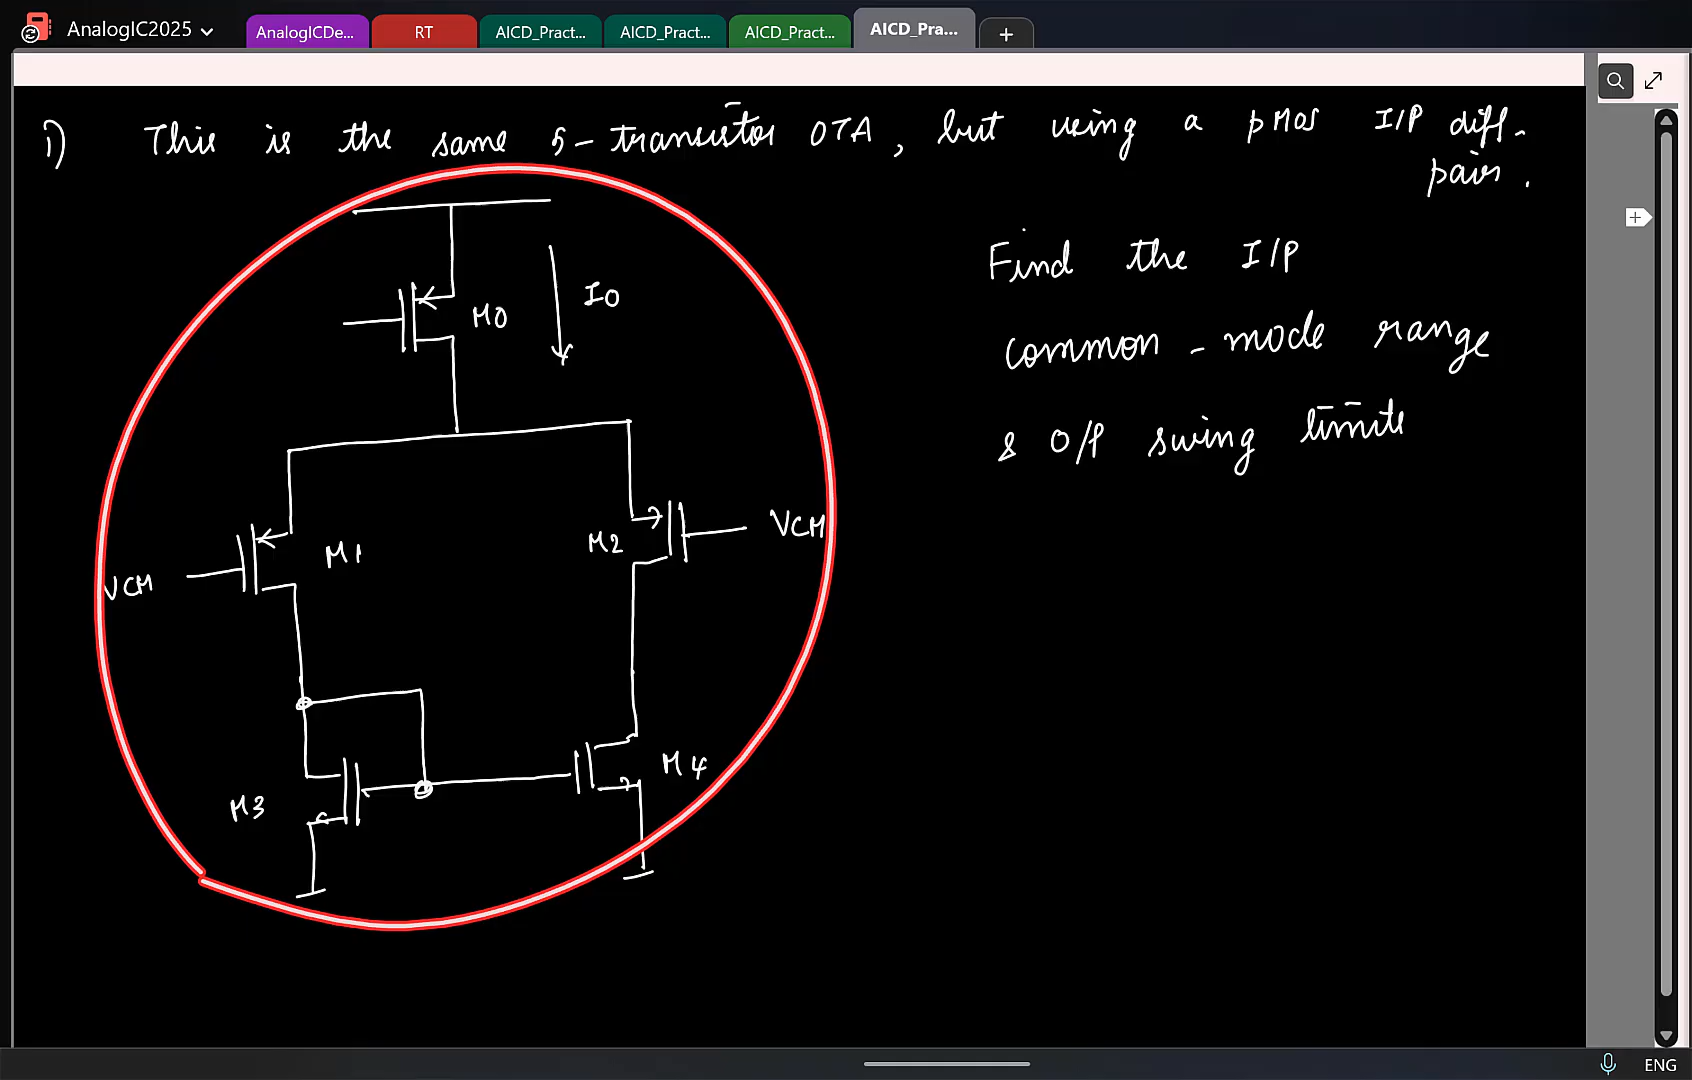 AnalogIC2025
AnalogICDe...
RT
AICD_Pract...
AICD_Pract...
AICD_Pract...
AICD_Pra...
+
i) This is the same 5-transistor OTA, but using a pMOS I/P diff-
pair.
Find the I/P
common-mode range
& O/P swing limits
M0
I0
M1
M2
VCM
VCM
M3
M4
ENG